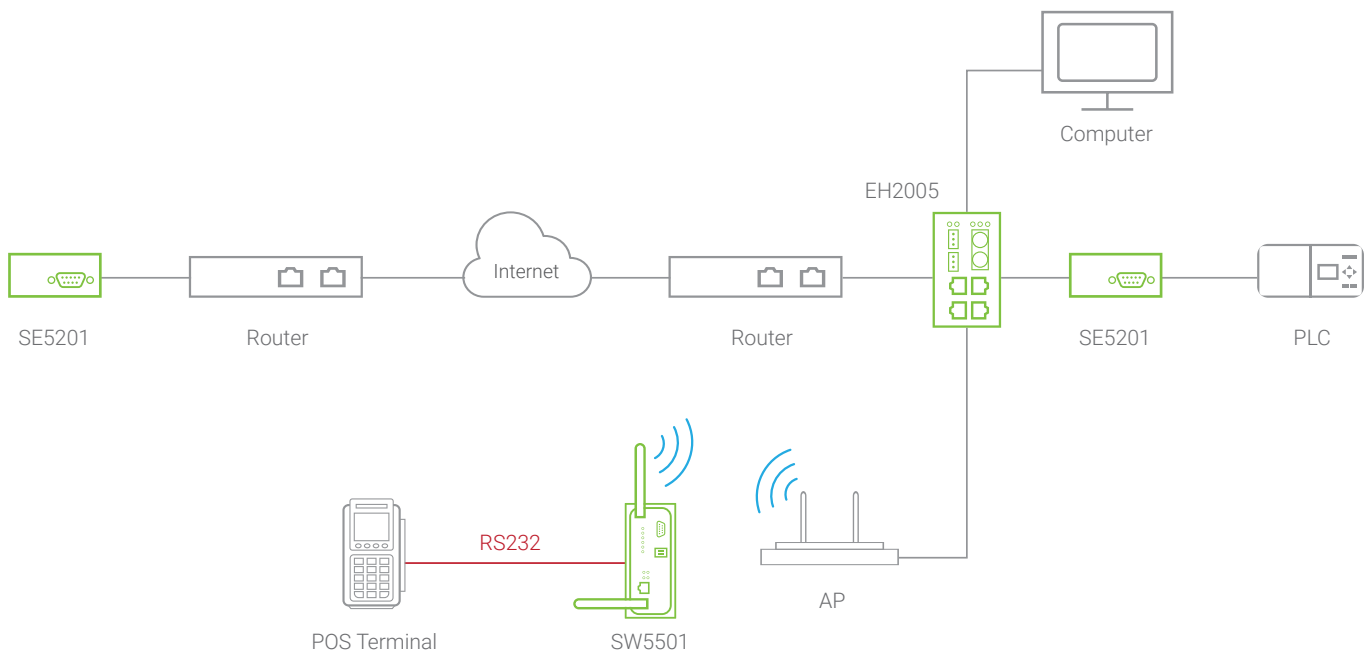 Computer
EH2005
Internet
SE5201
Router
Router
SE5201
PLC
RS232
AP
POS Terminal
SW5501